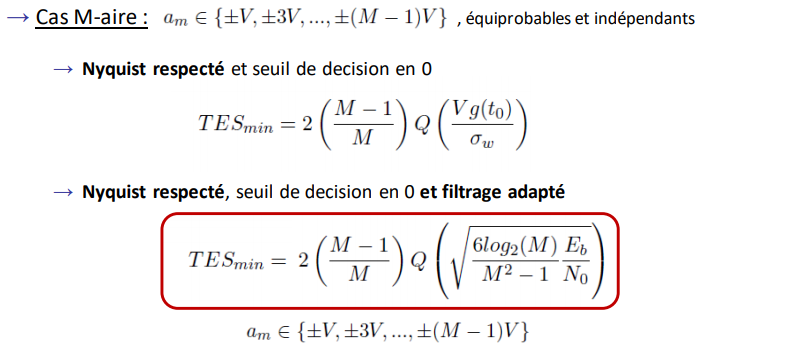 → Cas M-aire : a_m ∈ {±V, ±3V, ..., ±(M − 1)V} , équiprobables et indépendants
→ Nyquist respecté et seuil de decision en 0
TES_min = 2 ( (M − 1) / M ) Q ( V g(t_0) / σ_w )
→ Nyquist respecté, seuil de decision en 0 et filtrage adapté
TES_min = 2 ( (M − 1) / M ) Q ( √( (6log_2(M) / (M² − 1)) (E_b / N_0) ) )
a_m ∈ {±V, ±3V, ..., ±(M − 1)V}